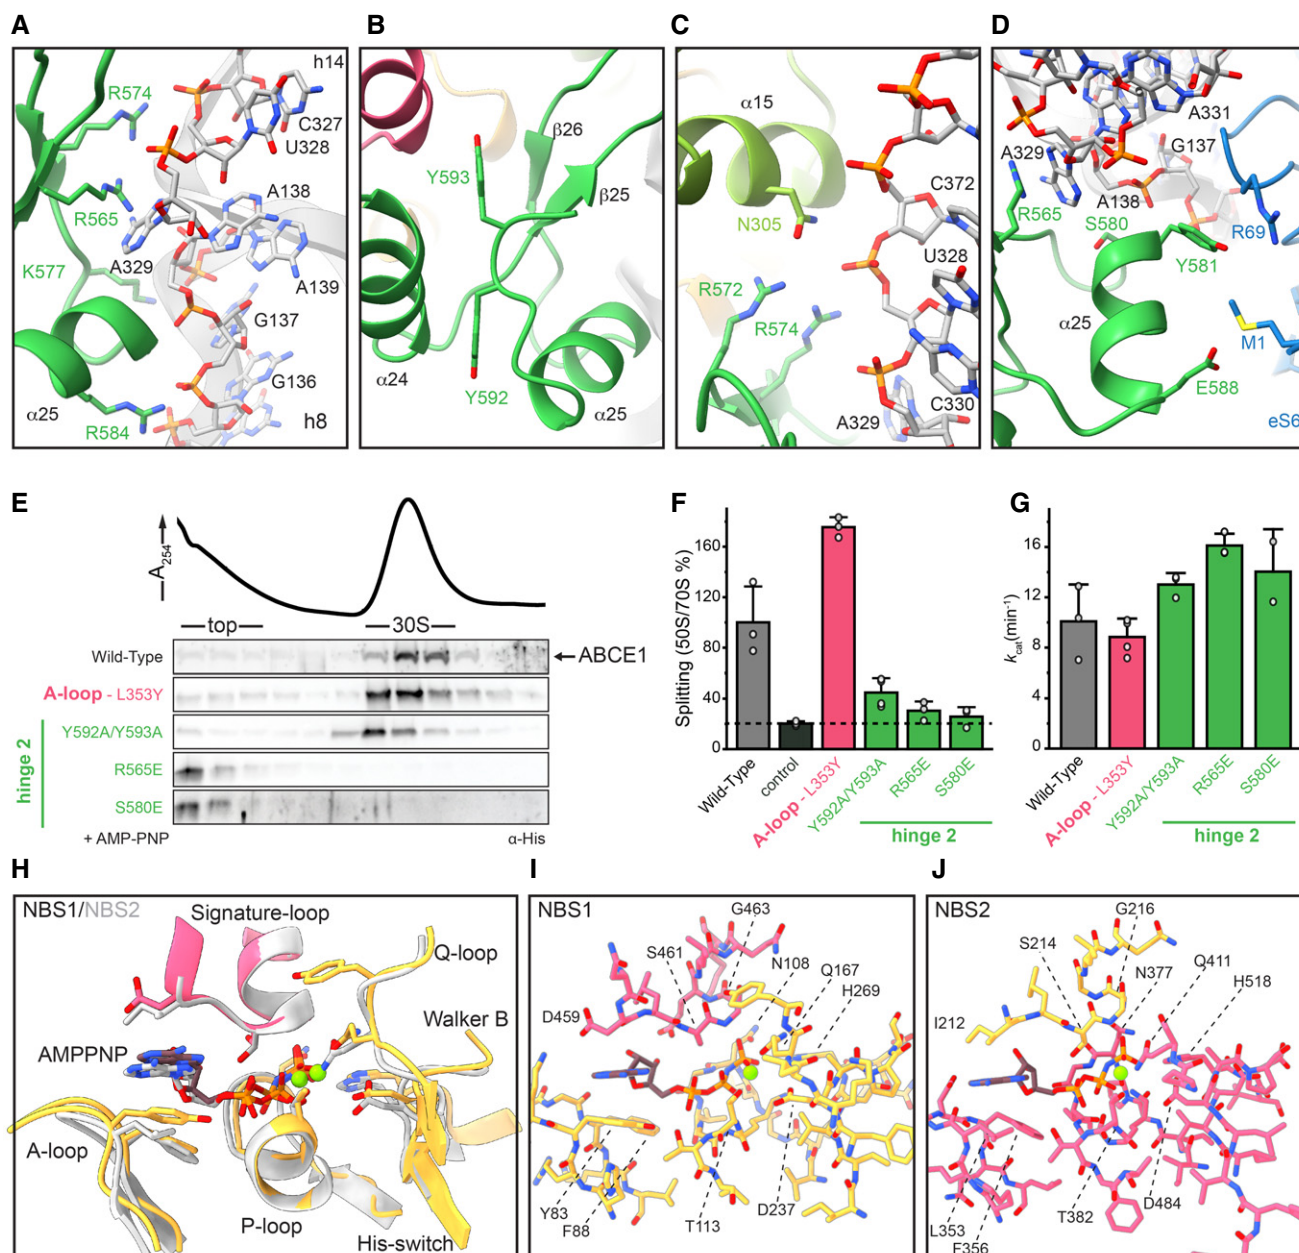 A
h14
R574
C327
U328
A138
R565
A329
K577
A139
G137
G136
α25
R584
h8
B
β26
Y593
β25
α24
Y592
α25
C
α15
N305
C372
U328
R572
R574
C330
A329
D
A331
G137
A329
A138
R565
S580
R69
Y581
α25
M1
E588
eS6
E
A254
top
30S
Wild-Type
ABCE1
A-loop - L353Y
Y592A/Y593A
R565E
S580E
hinge 2
+ AMP-PNP
α-His
F
Splitting (50S/70S %)
160
120
80
40
0
Wild-Type
control
A-loop - L353Y
Y592A/Y593A
R565E
S580E
hinge 2
G
kcat(min-1)
16
12
8
4
0
Wild-Type
A-loop - L353Y
Y592A/Y593A
R565E
S580E
hinge 2
H
NBS1/NBS2
Signature-loop
Q-loop
Walker B
AMPPNP
A-loop
P-loop
His-switch
I
NBS1
G463
S461
N108
Q167
H269
D459
Y83
F88
T113
D237
J
NBS2
G216
S214
N377
Q411
H518
I212
L353
F356
T382
D484